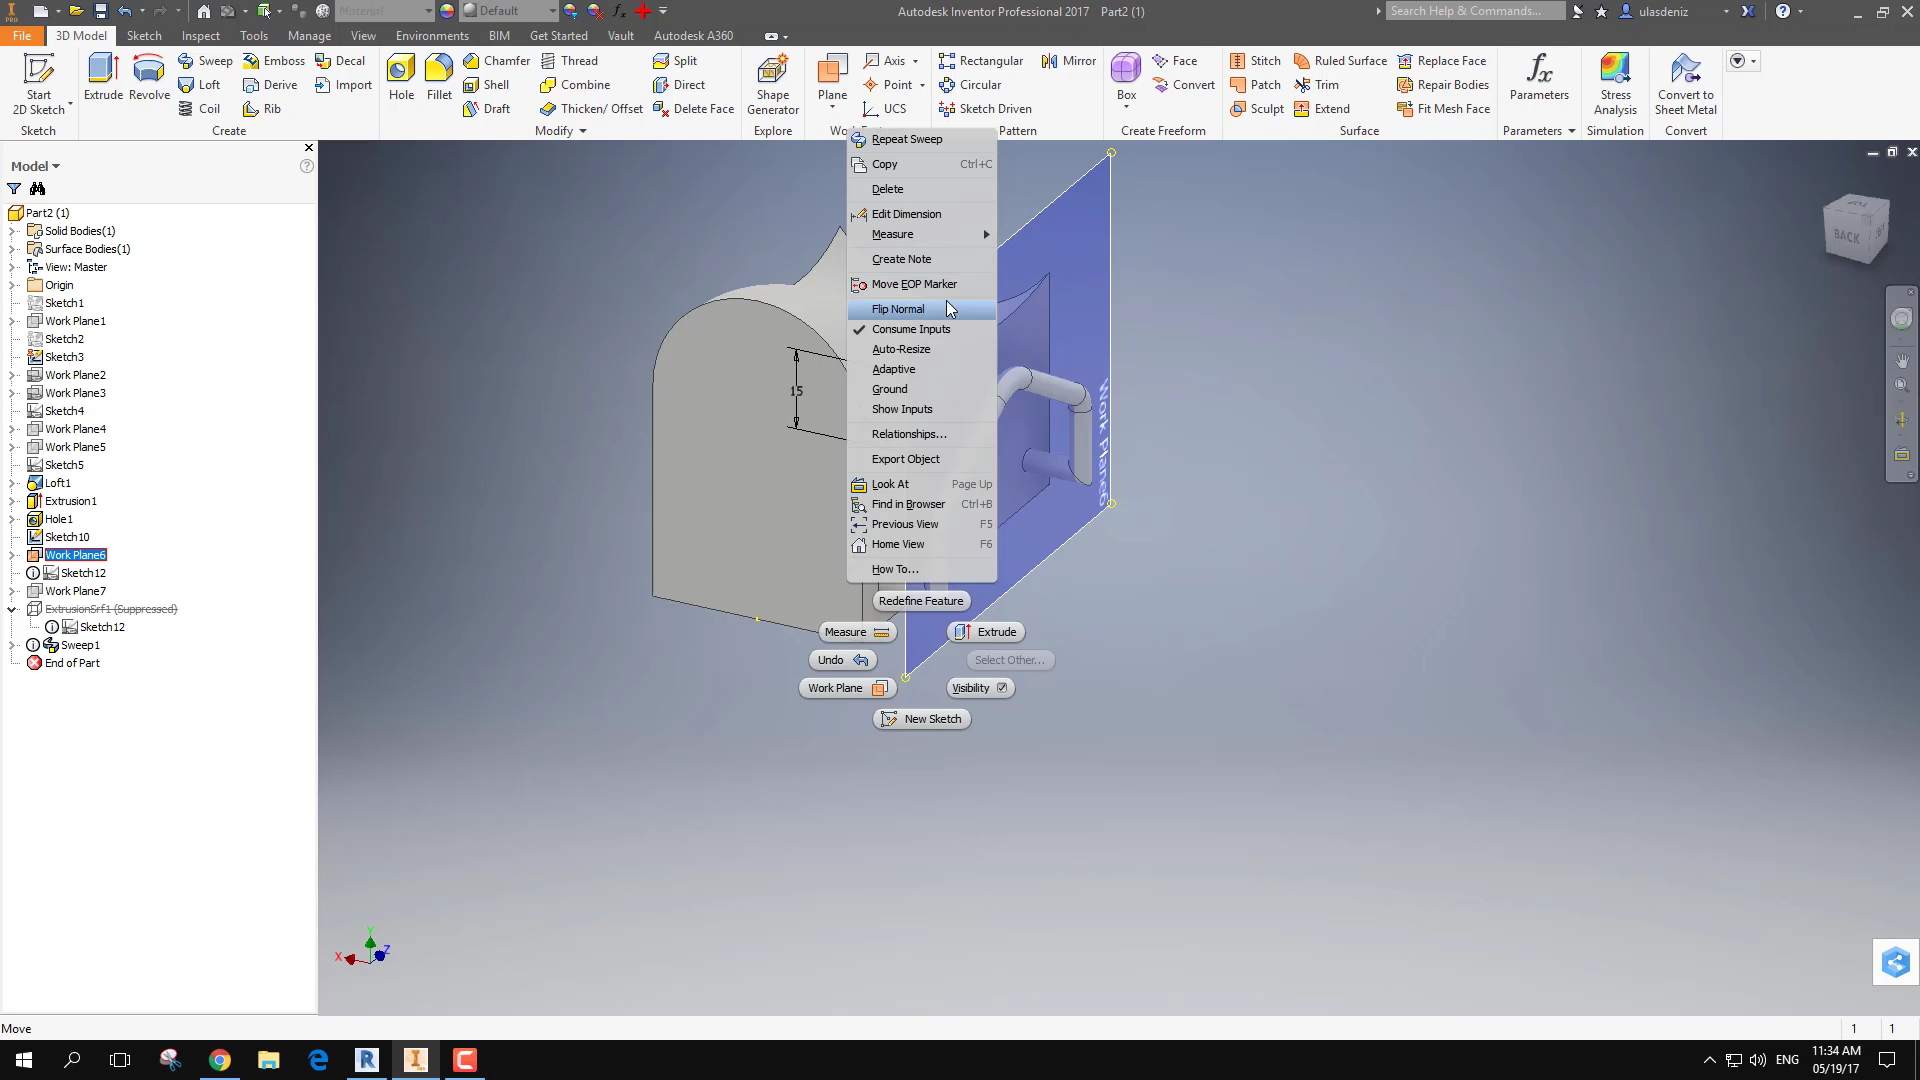 Material
Default
Autodesk Inventor Professional 2017   Part2 (1)
Search Help & Commands...
ulasdeniz
PRO
File
3D Model
Sketch
Inspect
Tools
Manage
View
Environments
BIM
Get Started
Vault
Autodesk A360
Start
2D Sketch
Sketch
Extrude
Revolve
Sweep
Loft
Coil
Emboss
Derive
Rib
Decal
Import
Create
Hole
Fillet
Chamfer
Shell
Draft
Thread
Combine
Thicken/ Offset
Split
Direct
Delete Face
Modify
Shape
Generator
Explore
Plane
Axis
Point
UCS
Rectangular
Circular
Sketch Driven
Mirror
Pattern
Box
Face
Convert
Create Freeform
Stitch
Patch
Sculpt
Ruled Surface
Trim
Extend
Replace Face
Repair Bodies
Fit Mesh Face
Surface
fx
Parameters
Parameters
Stress
Analysis
Simulation
Convert to
Sheet Metal
Convert
Model
Part2 (1)
Solid Bodies(1)
Surface Bodies(1)
View: Master
Origin
Sketch1
Work Plane1
Sketch2
Sketch3
Work Plane2
Work Plane3
Sketch4
Work Plane4
Work Plane5
Sketch5
Loft1
Extrusion1
Hole1
Sketch10
Work Plane6
Sketch12
Work Plane7
ExtrusionSrf1 (Suppressed)
Sketch12
Sweep1
End of Part
Repeat Sweep
Copy Ctrl+C
Delete
Edit Dimension
Measure
Create Note
Move EOP Marker
Flip Normal
Consume Inputs
Auto-Resize
Adaptive
Ground
Show Inputs
Relationships...
Export Object
Look At Page Up
Find in Browser Ctrl+B
Previous View F5
Home View F6
How To...
Redefine Feature
Measure
Extrude
Undo
Select Other...
Work Plane
Visibility
New Sketch
15
Work Plane6
BACK
X
Y
Z
Move
1 1
ENG
11:34 AM
05/19/17